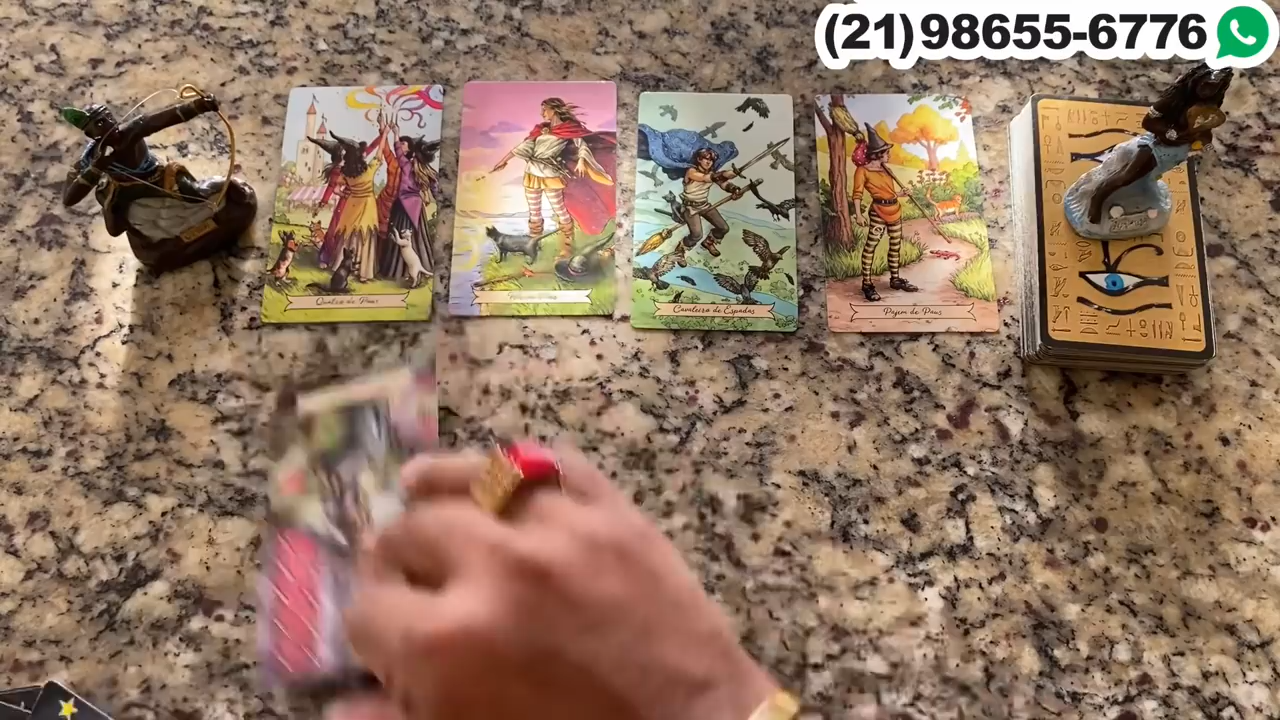 (21)98655-6776
Quatro de Paus
Cavaleiro de Espadas
Pajem de Paus